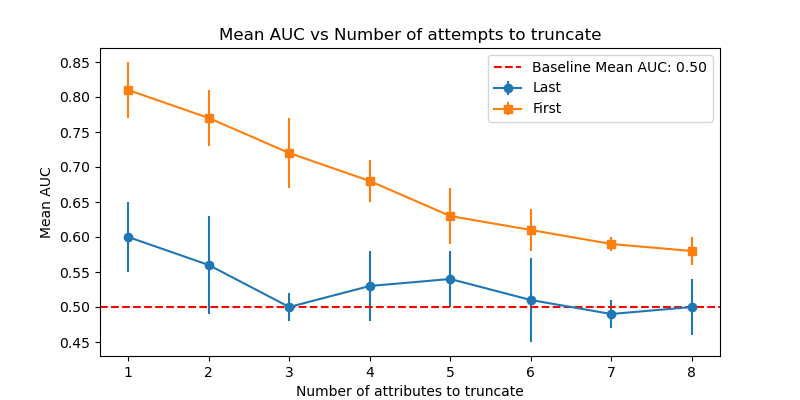 Mean AUC vs Number of attempts to truncate
Baseline Mean AUC: 0.50
Last
First
Mean AUC
0.85
0.80
0.75
0.70
0.65
0.60
0.55
0.50
0.45
1 2 3 4 5 6 7 8
Number of attributes to truncate